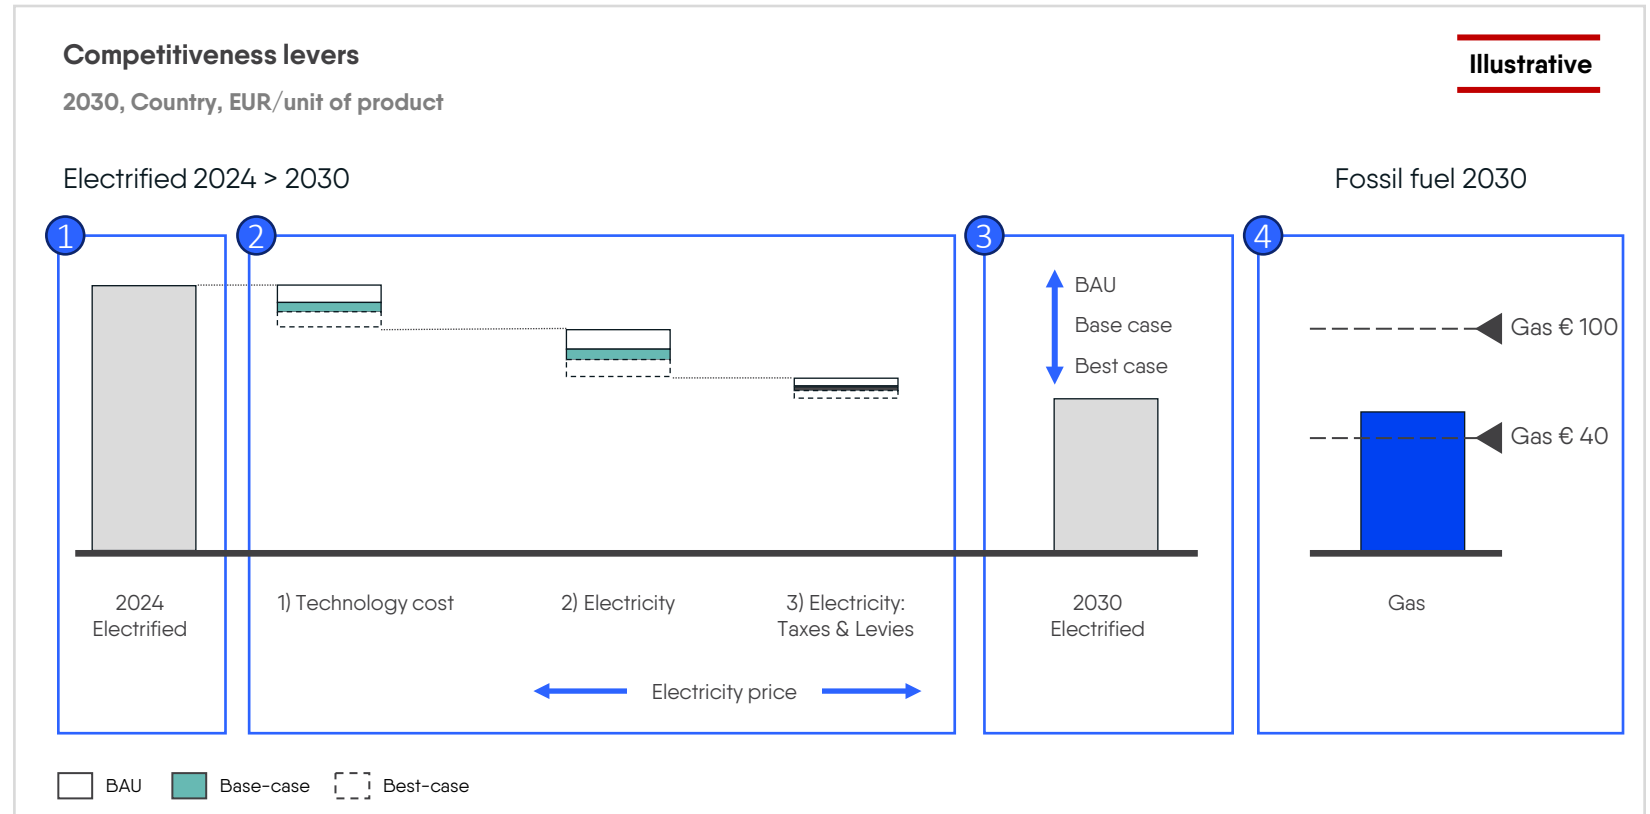 Competitiveness levers
Illustrative
2030, Country, EUR/unit of product
Electrified 2024 > 2030
Fossil fuel 2030
1
2
3
4
BAU
Base case
Best case
Gas € 100
Gas € 40
2024
Electrified
1) Technology cost
2) Electricity
3) Electricity:
Taxes & Levies
2030
Electrified
Gas
Electricity price
BAU
Base-case
Best-case